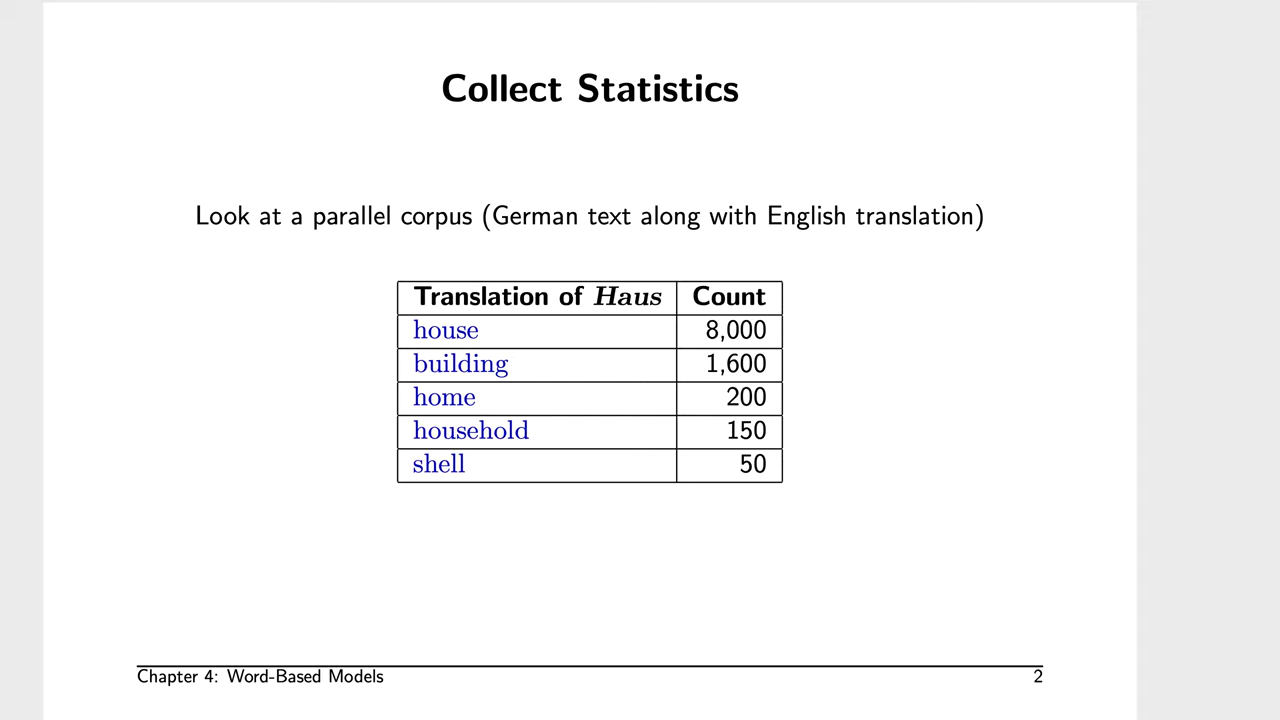 Collect Statistics
Look at a parallel corpus (German text along with English translation)
Translation of Haus Count
house 8,000
building 1,600
home 200
household 150
shell 50
Chapter 4: Word-Based Models 2